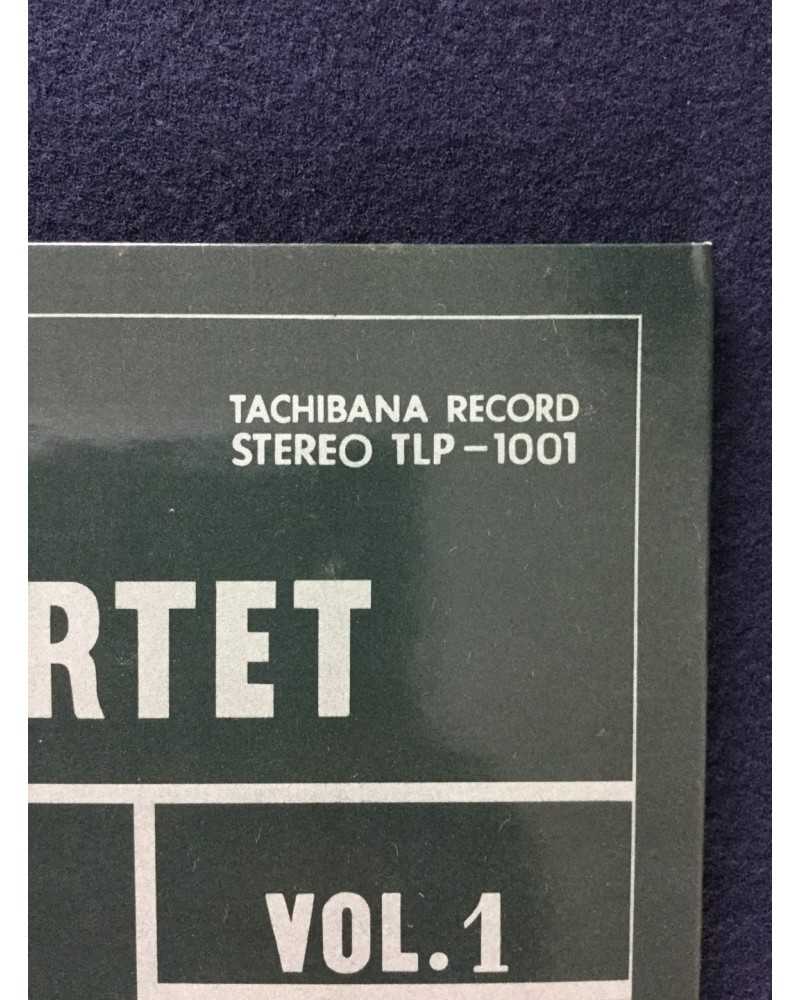 TACHIBANA RECORD
STEREO TLP-1001
RTET
VOL.1